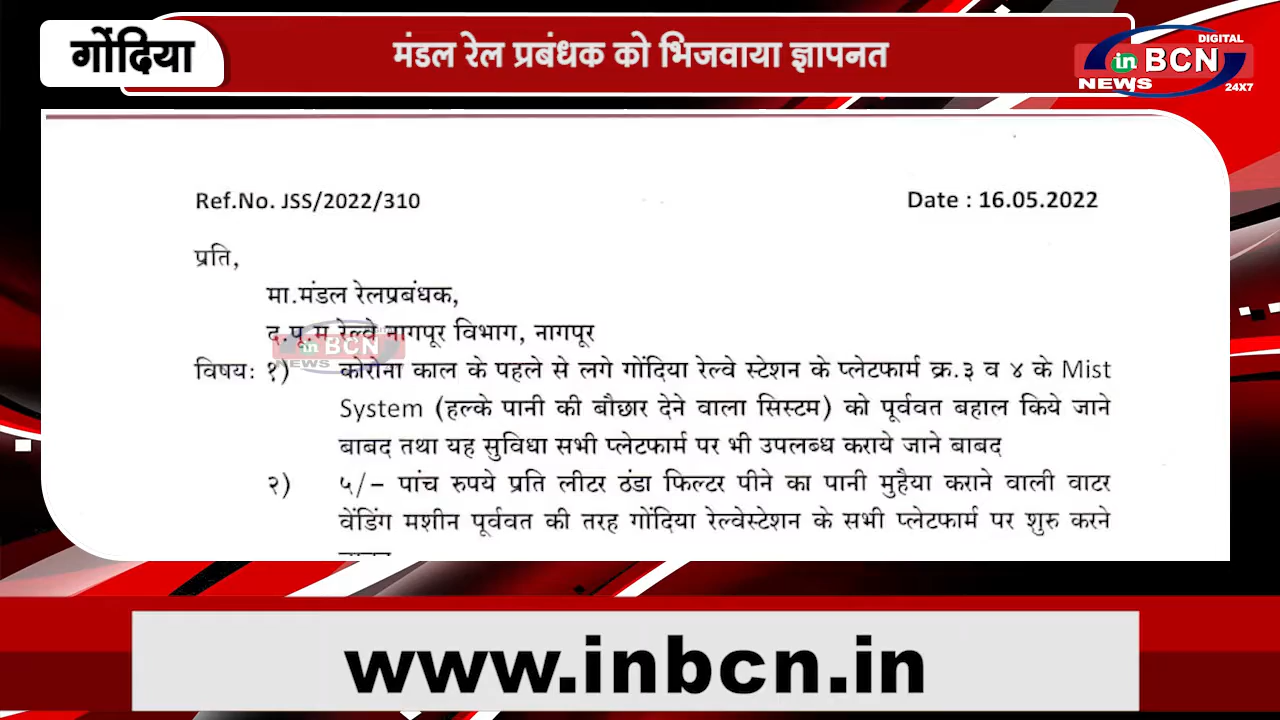 गोंदिया
मंडल रेल प्रबंधक को भिजवाया ज्ञापनत
DIGITAL
in BCN
NEWS
24X7
Ref.No. JSS/2022/310
Date : 16.05.2022
प्रति,
मा.मंडल रेलप्रबंधक,
द.पू.म रेल्वे नागपूर विभाग, नागपूर
in BCN
NEWS
विषय: १) कोरोना काल के पहले से लगे गोंदिया रेल्वे स्टेशन के प्लेटफार्म क्र.३ व ४ के Mist
System (हल्के पानी की बौछार देने वाला सिस्टम) को पूर्ववत बहाल किये जाने
बाबद तथा यह सुविधा सभी प्लेटफार्म पर भी उपलब्ध कराये जाने बाबद
२) ५/- पांच रुपये प्रति लीटर ठंडा फिल्टर पीने का पानी मुहैया कराने वाली वाटर
वेंडिंग मशीन पूर्ववत की तरह गोंदिया रेल्वेस्टेशन के सभी प्लेटफार्म पर शुरु करने
www.inbcn.in